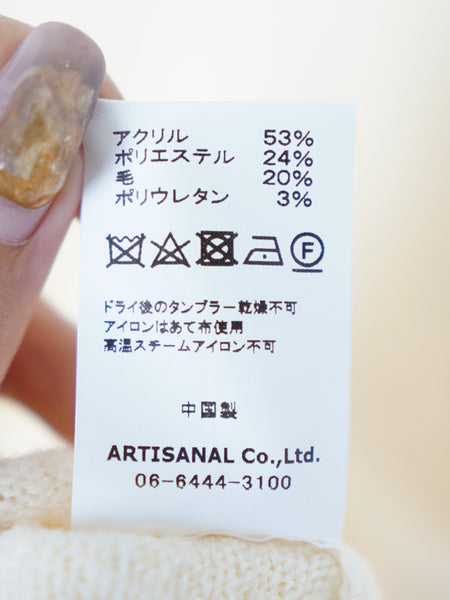 アクリル 53%
ポリエステル 24%
毛 20%
ポリウレタン 3%
F
ドライ後のタンブラー乾燥不可
アイロンはあて布使用
高温スチームアイロン不可
中国製
ARTISANAL Co.,Ltd.
06-6444-3100